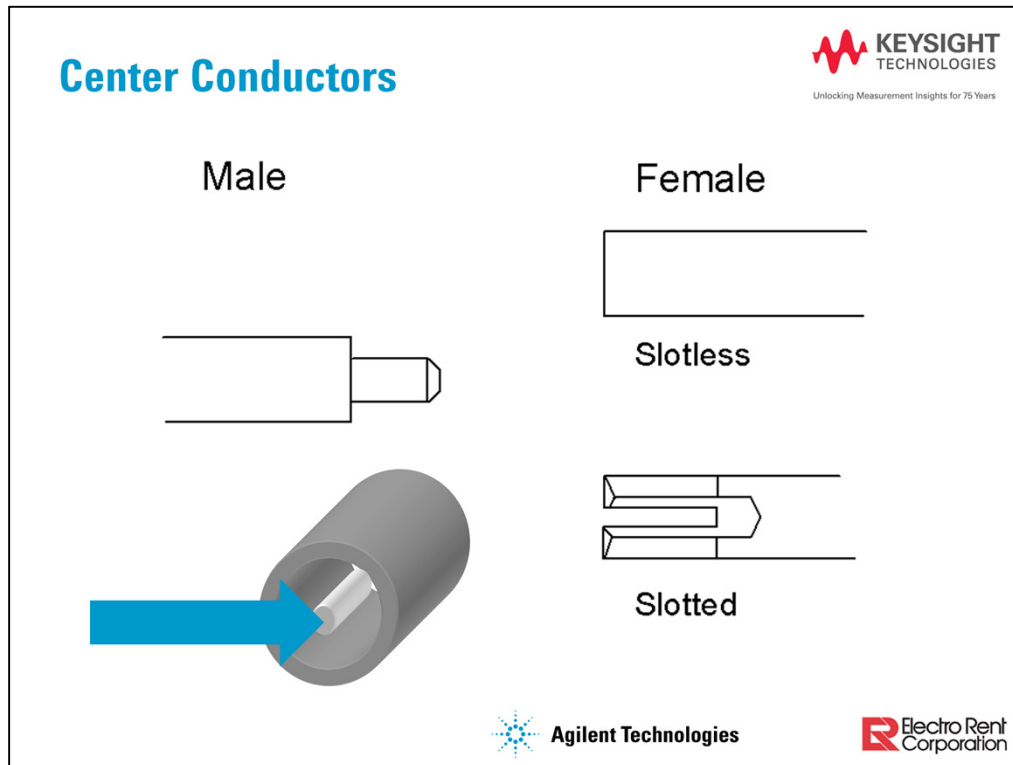 Center Conductors
KEYSIGHT
TECHNOLOGIES
Unlocking Measurement Insights for 75 Years
Male
Female
Slotless
Slotted
Agilent Technologies
Electro Rent
Corporation